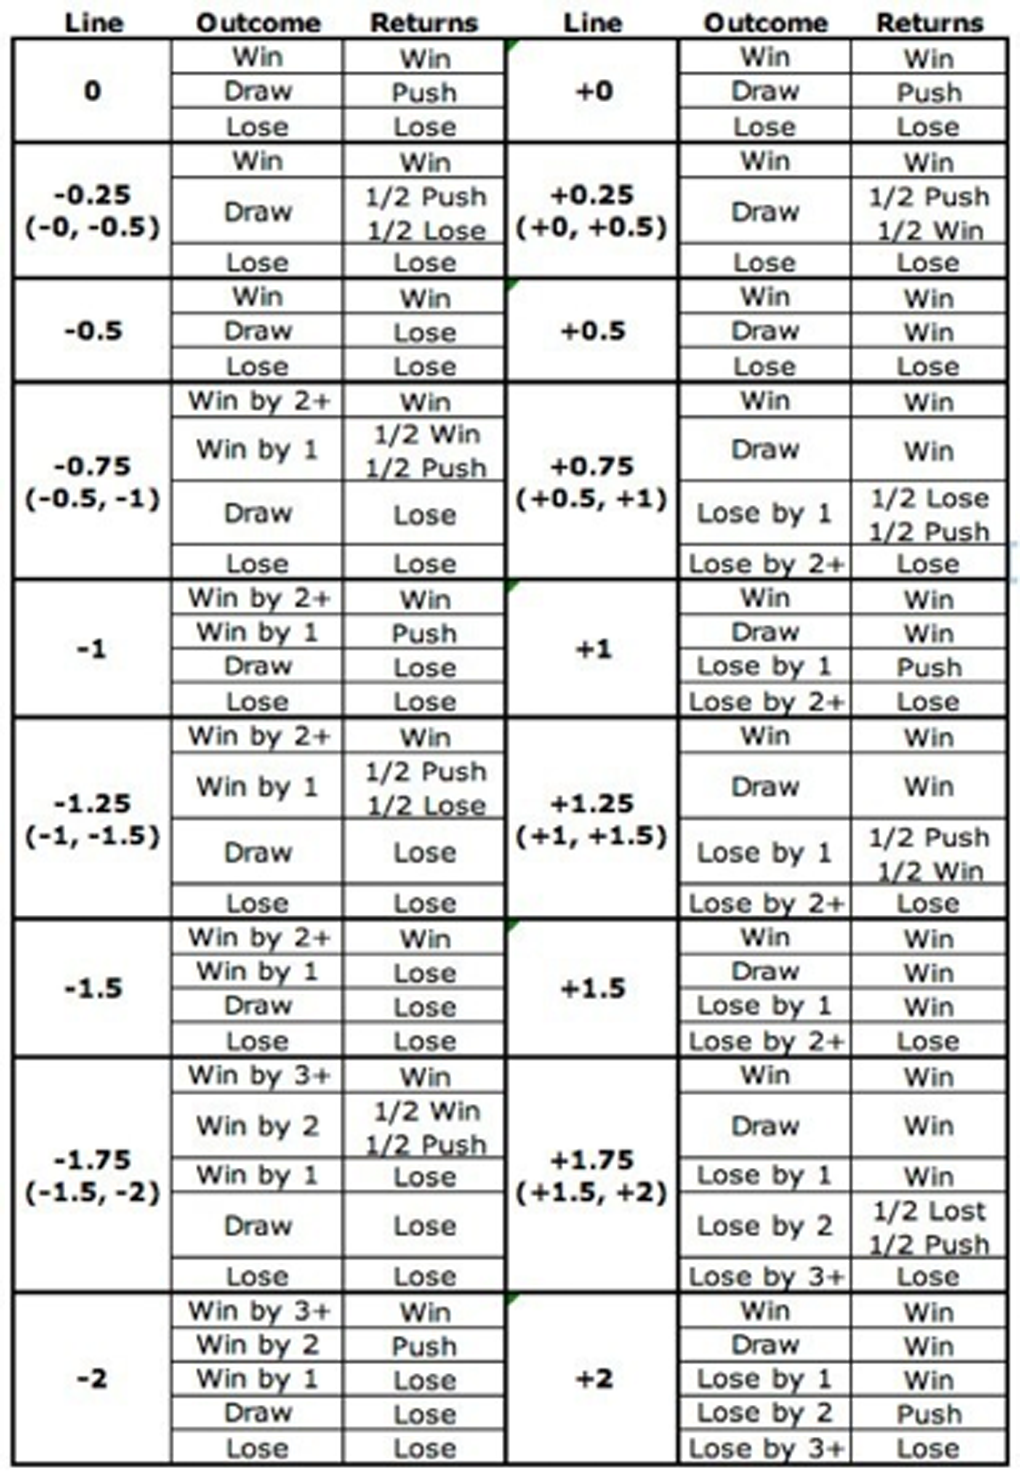 Line Outcome Returns Line Outcome Returns
Win Win Win Win
0 Draw Push +0 Draw Push
Lose Lose Lose Lose
Win Win Win Win
-0.25 1/2 Push +0.25 1/2 Push
Draw Draw
(-0, -0.5) 1/2 Lose (+0, +0.5) 1/2 Win
Lose Lose Lose Lose
Win Win Win Win
-0.5 Draw Lose +0.5 Draw Win
Lose Lose Lose Lose
Win by 2+ Win Win Win
1/2 Win
Win by 1 Draw Win
-0.75 1/2 Push +0.75
(-0.5, -1) (+0.5, +1) 1/2 Lose
Draw Lose Lose by 1
1/2 Push
Lose Lose Lose by 2+ Lose
Win by 2+ Win Win Win
Win by 1 Push Draw Win
-1 +1
Draw Lose Lose by 1 Push
Lose Lose Lose by 2+ Lose
Win by 2+ Win Win Win
1/2 Push
Win by 1 Draw Win
-1.25 1/2 Lose +1.25
(-1, -1.5) (+1, +1.5) 1/2 Push
Draw Lose Lose by 1
1/2 Win
Lose Lose Lose by 2+ Lose
Win by 2+ Win Win Win
Win by 1 Lose Draw Win
-1.5 +1.5
Draw Lose Lose by 1 Win
Lose Lose Lose by 2+ Lose
Win by 3+ Win Win Win
1/2 Win
Win by 2 Draw Win
1/2 Push
-1.75 +1.75
Win by 1 Lose Lose by 1 Win
(-1.5, -2) (+1.5, +2)
1/2 Lost
Draw Lose Lose by 2
1/2 Push
Lose Lose Lose by 3+ Lose
Win by 3+ Win Win Win
Win by 2 Push Draw Win
-2 Win by 1 Lose +2 Lose by 1 Win
Draw Lose Lose by 2 Push
Lose Lose Lose by 3+ Lose